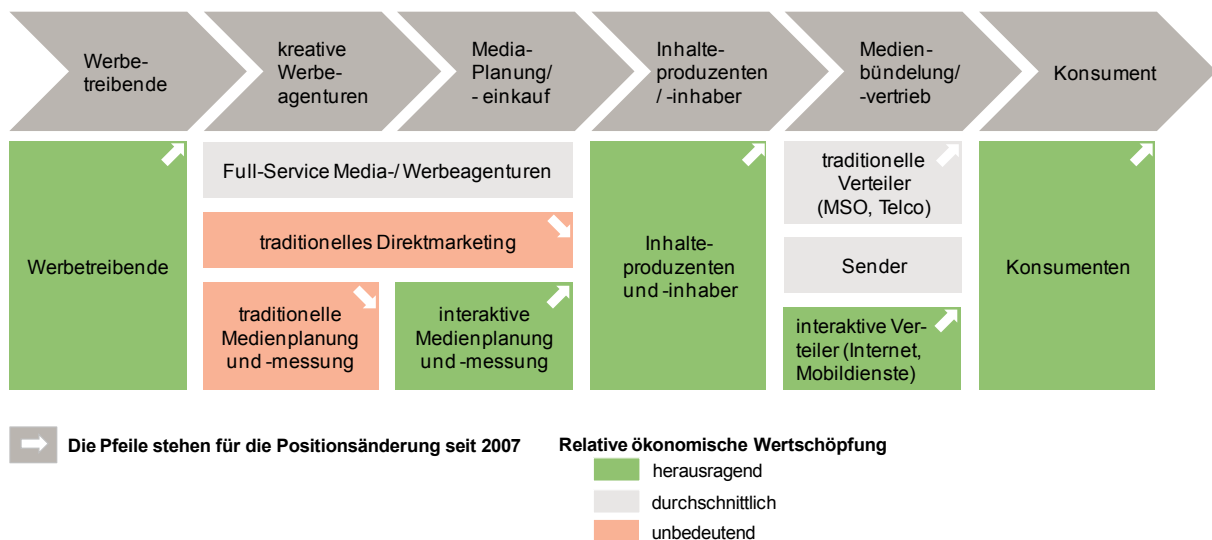 Werbe-
treibende
kreative
Werbe-
agenturen
Media-
Planung/
- einkauf
Inhalte-
produzenten
/ -inhaber
Medien-
bündelung/
-vertrieb
Konsument
Werbetreibende
Full-Service Media-/ Werbeagenturen
traditionelles Direktmarketing
traditionelle
Medienplanung
und -messung
interaktive
Medienplanung
und -messung
Inhalte-
produzenten
und -inhaber
traditionelle
Verteiler
(MSO, Telco)
Sender
interaktive Ver-
teiler (Internet,
Mobildienste)
Konsumenten
Die Pfeile stehen für die Positionsänderung seit 2007
Relative ökonomische Wertschöpfung
herausragend
durchschnittlich
unbedeutend